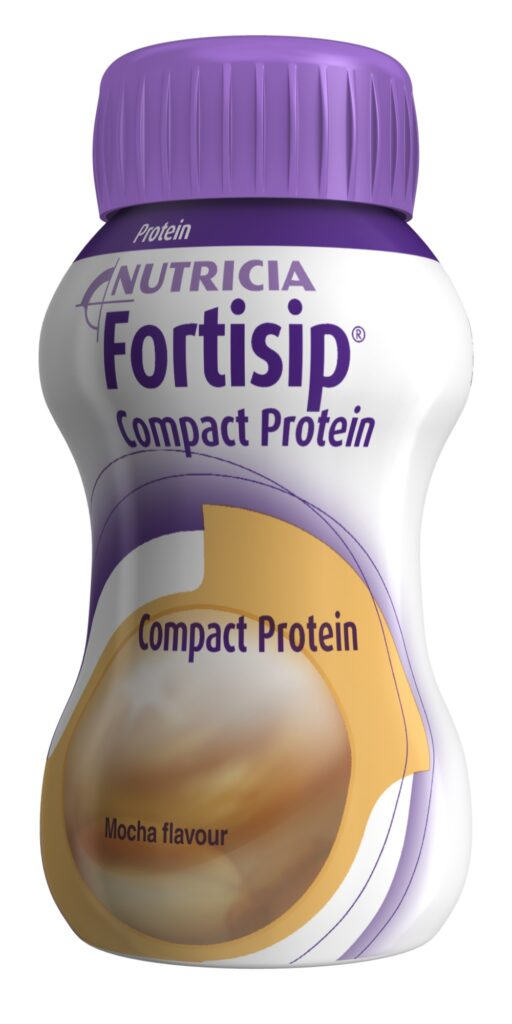 Protein
NUTRICIA
Fortisip®
Compact Protein
Compact Protein
Mocha flavour